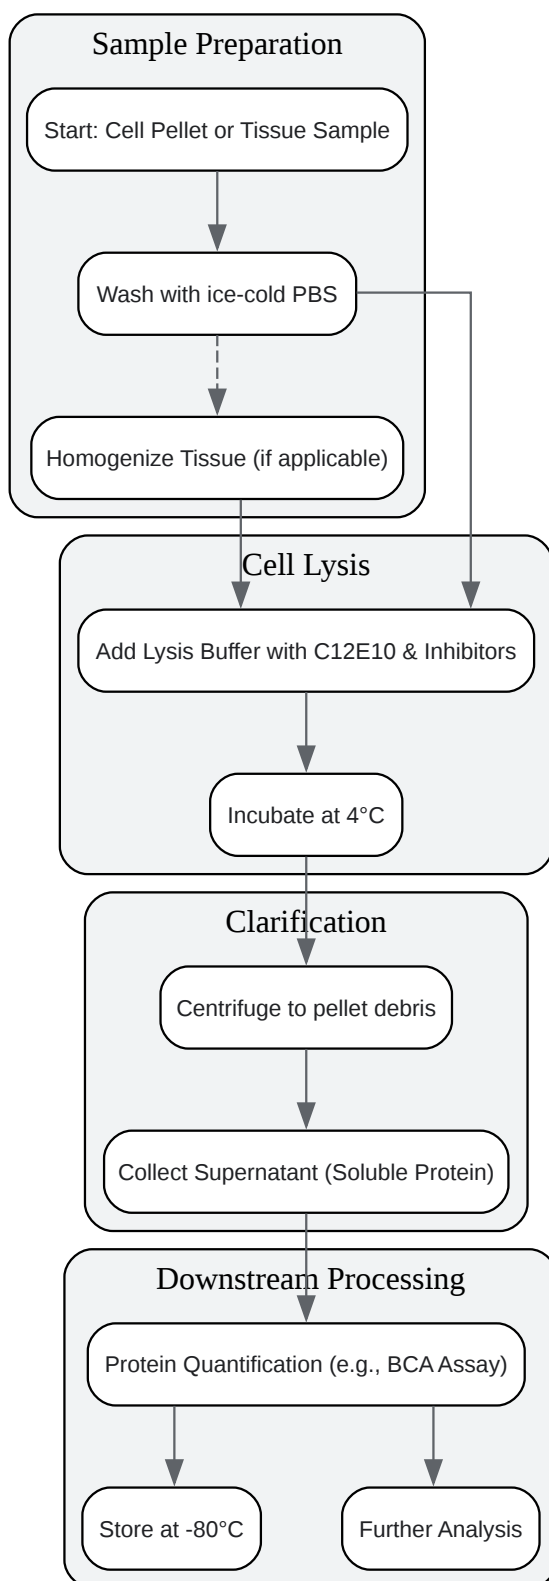 Sample Preparation
Start: Cell Pellet or Tissue Sample
Wash with ice-cold PBS
Homogenize Tissue (if applicable)
Cell Lysis
Add Lysis Buffer with C12E10 & Inhibitors
Incubate at 4°C
Clarification
Centrifuge to pellet debris
Collect Supernatant (Soluble Protein)
Downstream Processing
Protein Quantification (e.g., BCA Assay)
Store at -80°C
Further Analysis